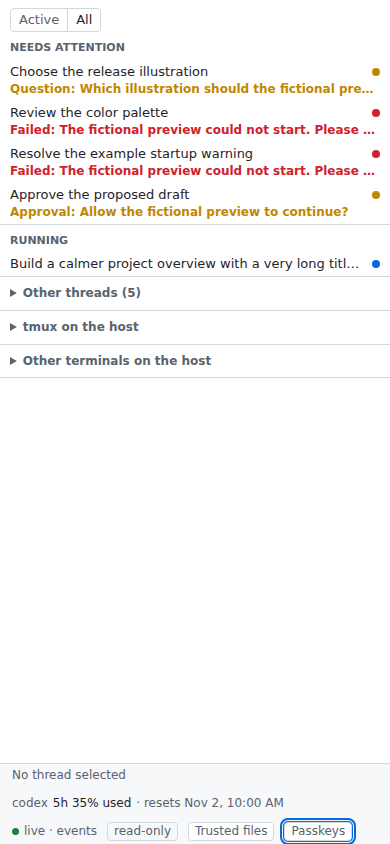 Active All
NEEDS ATTENTION
Choose the release illustration
Question: Which illustration should the fictional pre…
Review the color palette
Failed: The fictional preview could not start. Please …
Resolve the example startup warning
Failed: The fictional preview could not start. Please …
Approve the proposed draft
Approval: Allow the fictional preview to continue?
RUNNING
Build a calmer project overview with a very long titl…
Other threads (5)
tmux on the host
Other terminals on the host
No thread selected
codex 5h 35% used · resets Nov 2, 10:00 AM
live · events read-only Trusted files Passkeys